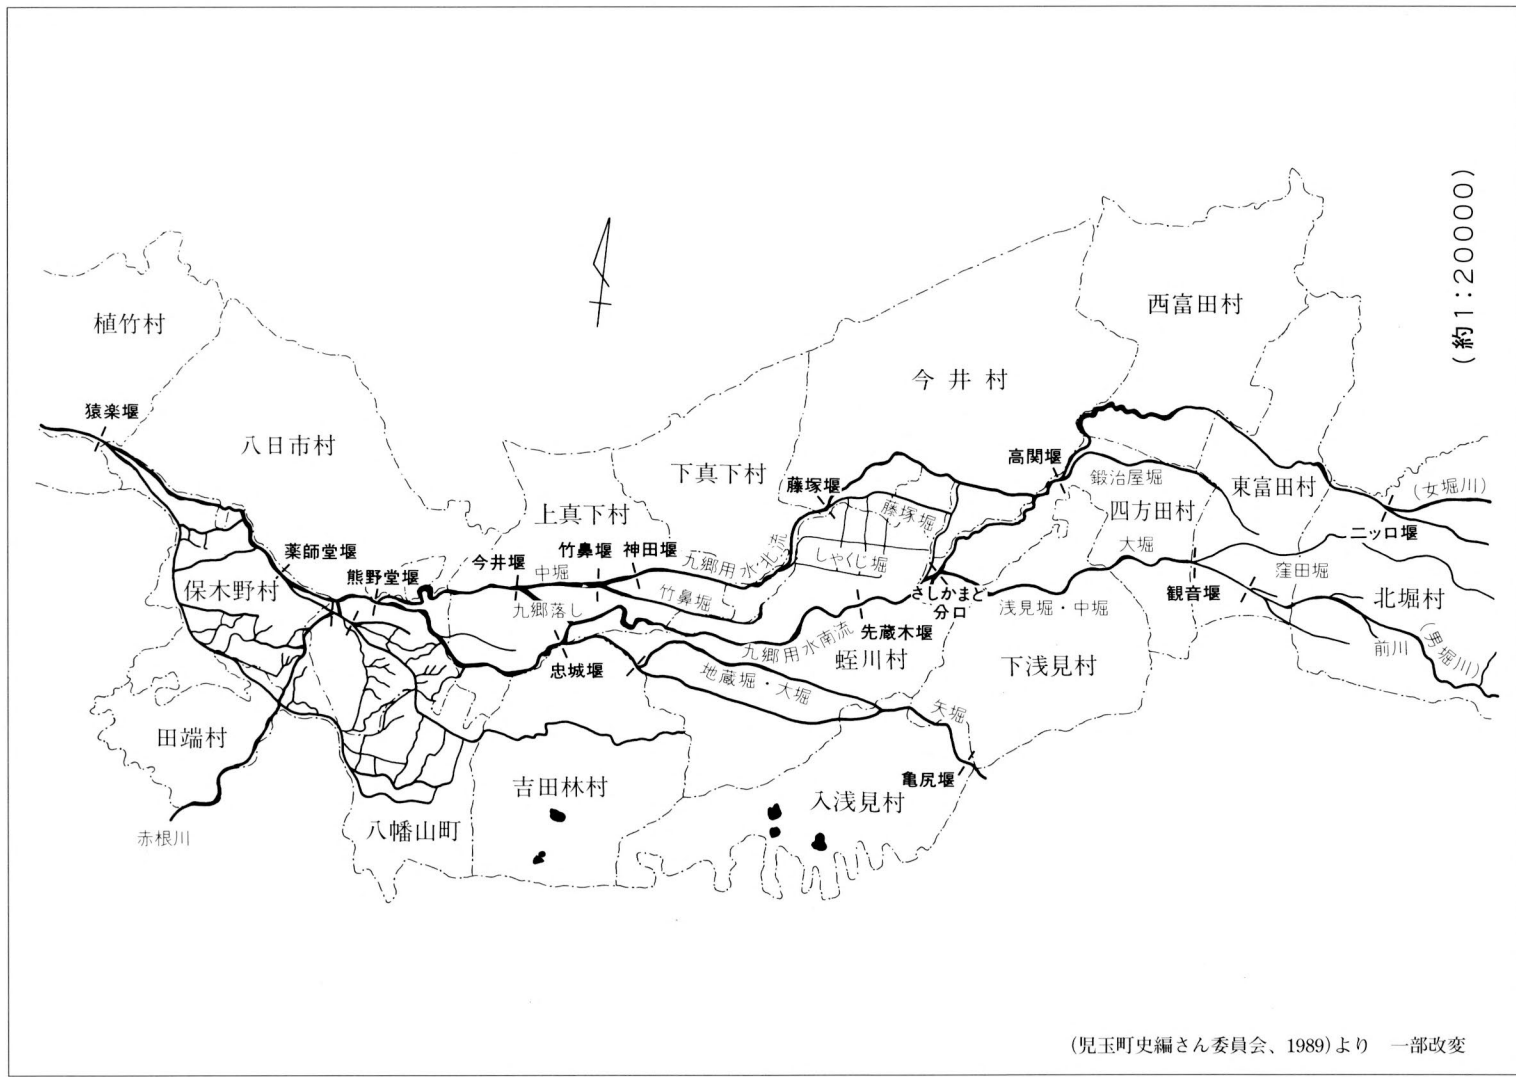 (約1:20000)
西富田村
植竹村
今井村
猿楽堰
八日市村
高関堰
下真下村
藤塚堰
鍛治屋堀
東富田村
(女堀川)
藤塚堀
四方田村
上真下村
二ッ口堰
薬師堂堰
竹鼻堰
神田堰
九郷用水北流
しゃくじ堀
大堀
今井堰
中堀
熊野堂堰
窪田堀
保木野村
竹鼻堀
さしかまど
分口
観音堰
北堀村
九郷落し
浅見堀・中堀
先蔵木堰
九郷用水南流
前川
(男堀川)
蛭川村
下浅見村
忠城堰
地蔵堀・大堀
矢堀
田端村
亀尻堰
吉田林村
入浅見村
赤根川
八幡山町
(児玉町史編さん委員会、1989)より 一部改変